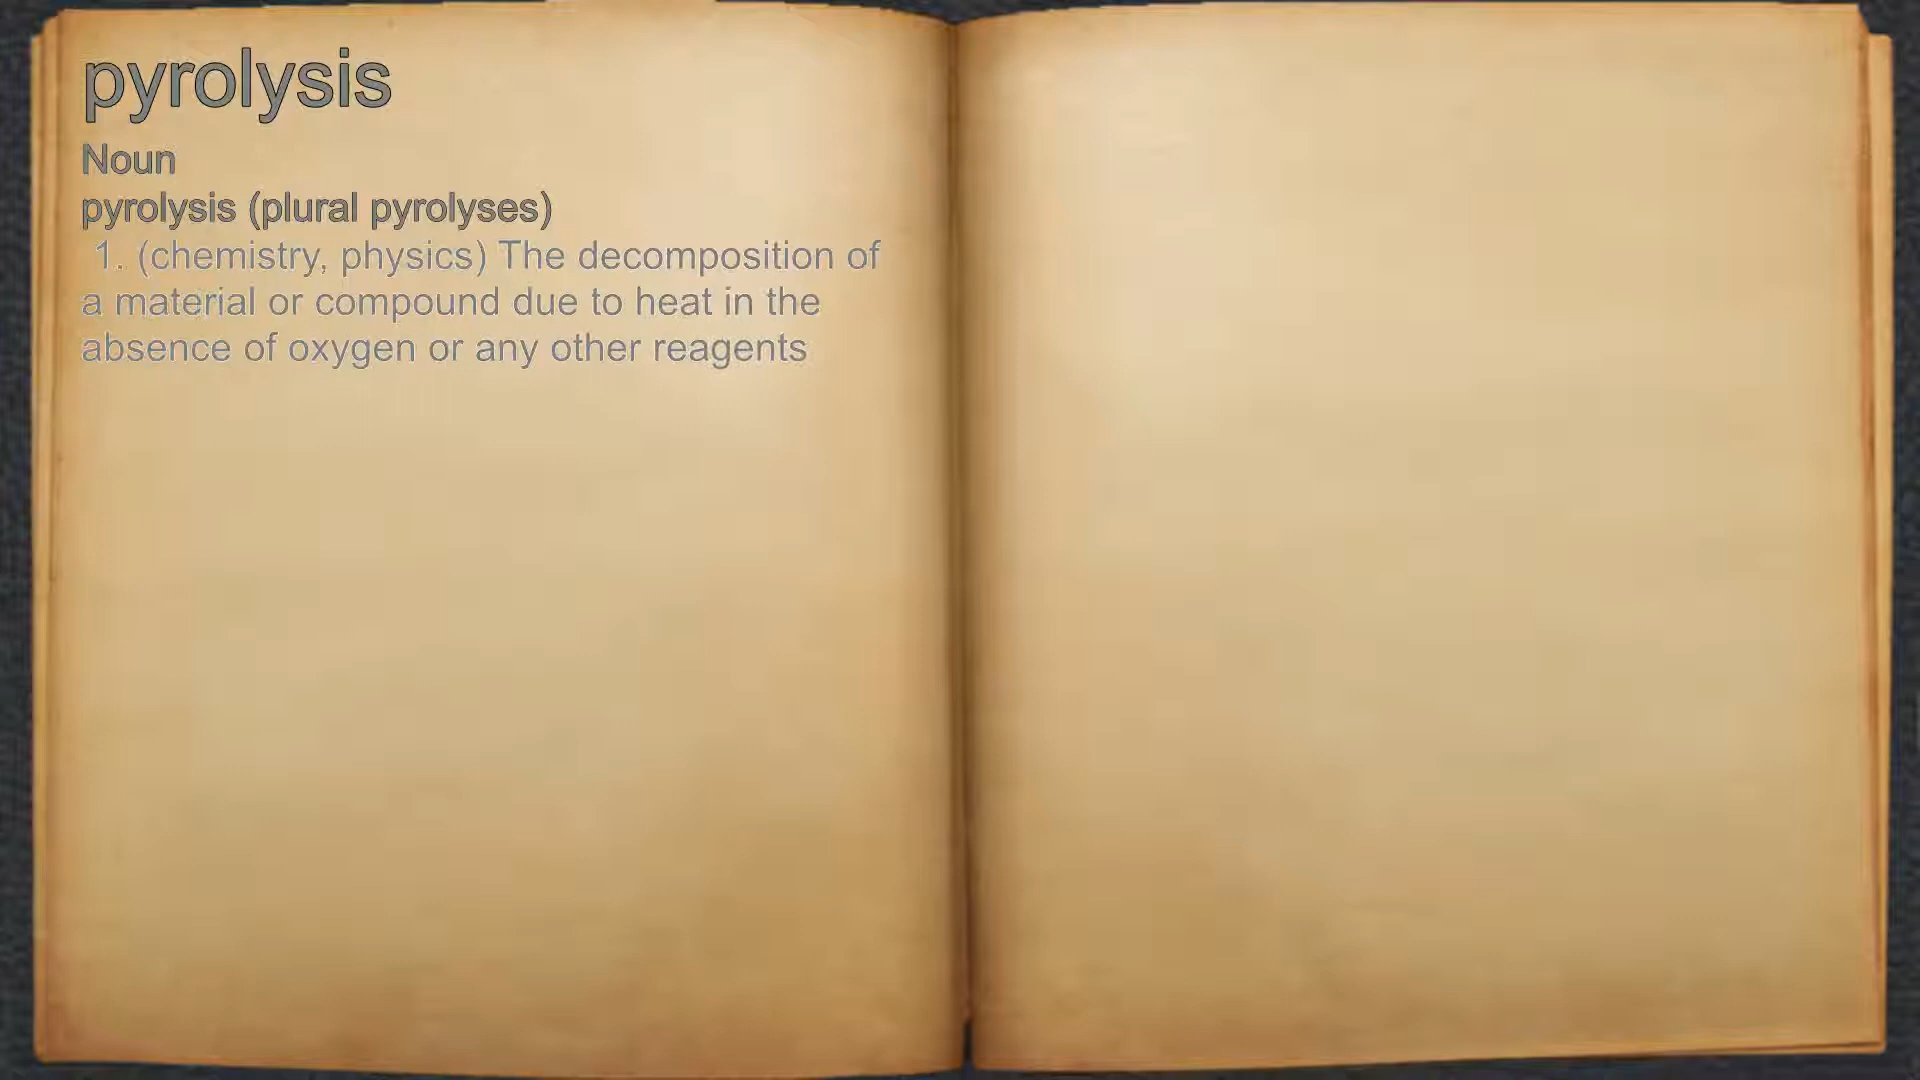 pyrolysis
Noun
pyrolysis (plural pyrolyses)
1. (chemistry, physics) The decomposition of
a material or compound due to heat in the
absence of oxygen or any other reagents